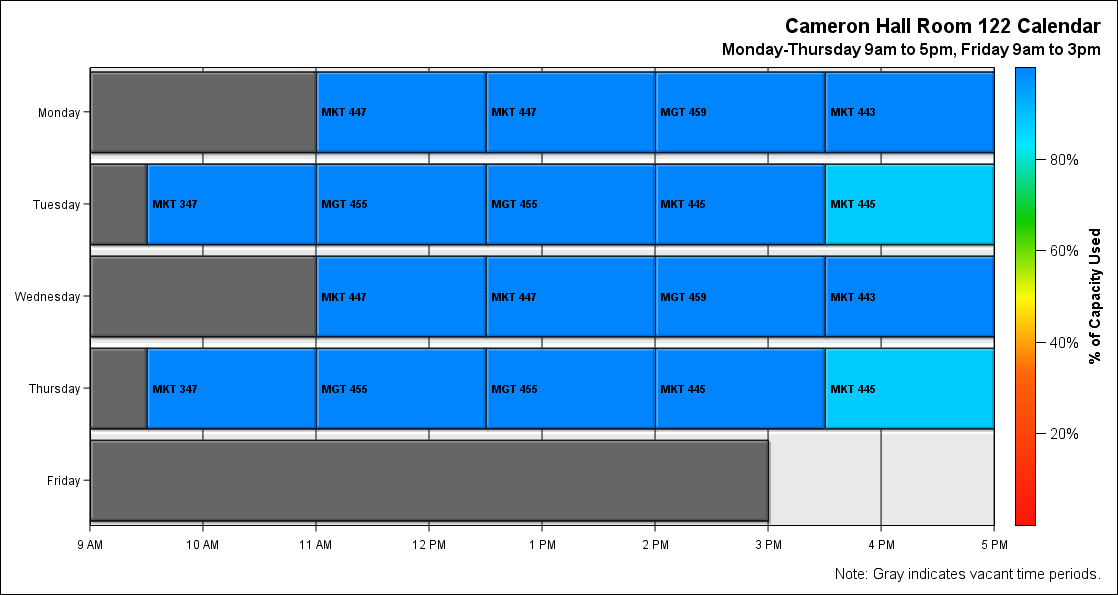 Cameron Hall Room 122 Calendar
Monday-Thursday 9am to 5pm, Friday 9am to 3pm
Monday
MKT 447
MKT 447
MGT 459
MKT 443
Tuesday
MKT 347
MGT 455
MGT 455
MKT 445
MKT 445
Wednesday
MKT 447
MKT 447
MGT 459
MKT 443
Thursday
MKT 347
MGT 455
MGT 455
MKT 445
MKT 445
Friday
9 AM
10 AM
11 AM
12 PM
1 PM
2 PM
3 PM
4 PM
5 PM
80%
60%
40%
20%
% of Capacity Used
Note: Gray indicates vacant time periods.